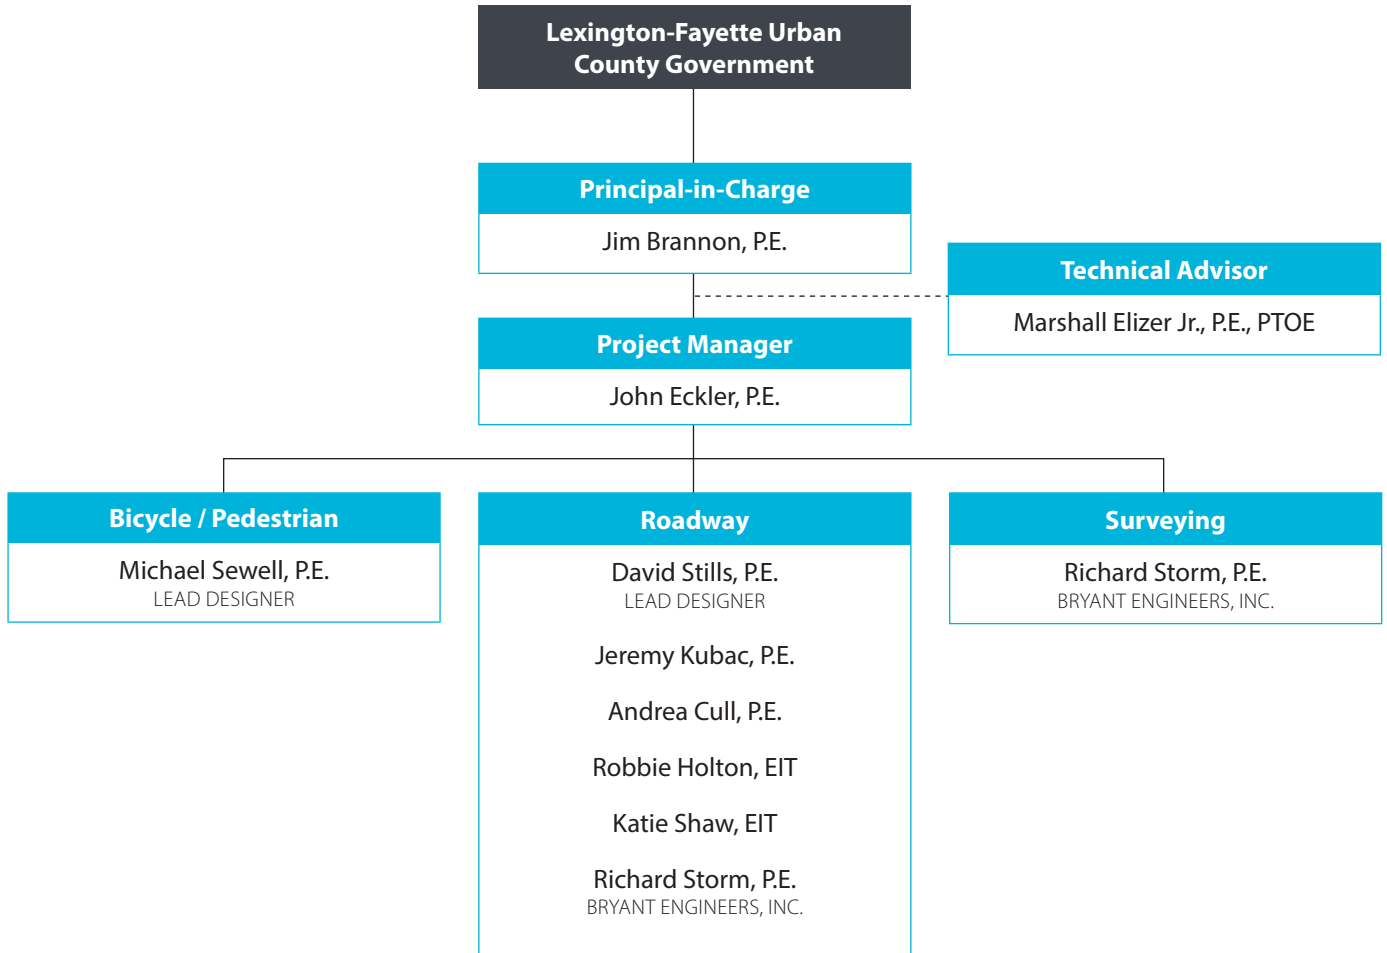 Lexington-Fayette Urban
County Government
Principal-in-Charge
Jim Brannon, P.E.
Technical Advisor
Marshall Elizer Jr., P.E., PTOE
Project Manager
John Eckler, P.E.
Bicycle / Pedestrian
Michael Sewell, P.E.
LEAD DESIGNER
Roadway
David Stills, P.E.
LEAD DESIGNER
Jeremy Kubac, P.E.
Andrea Cull, P.E.
Robbie Holton, EIT
Katie Shaw, EIT
Richard Storm, P.E.
BRYANT ENGINEERS, INC.
Surveying
Richard Storm, P.E.
BRYANT ENGINEERS, INC.